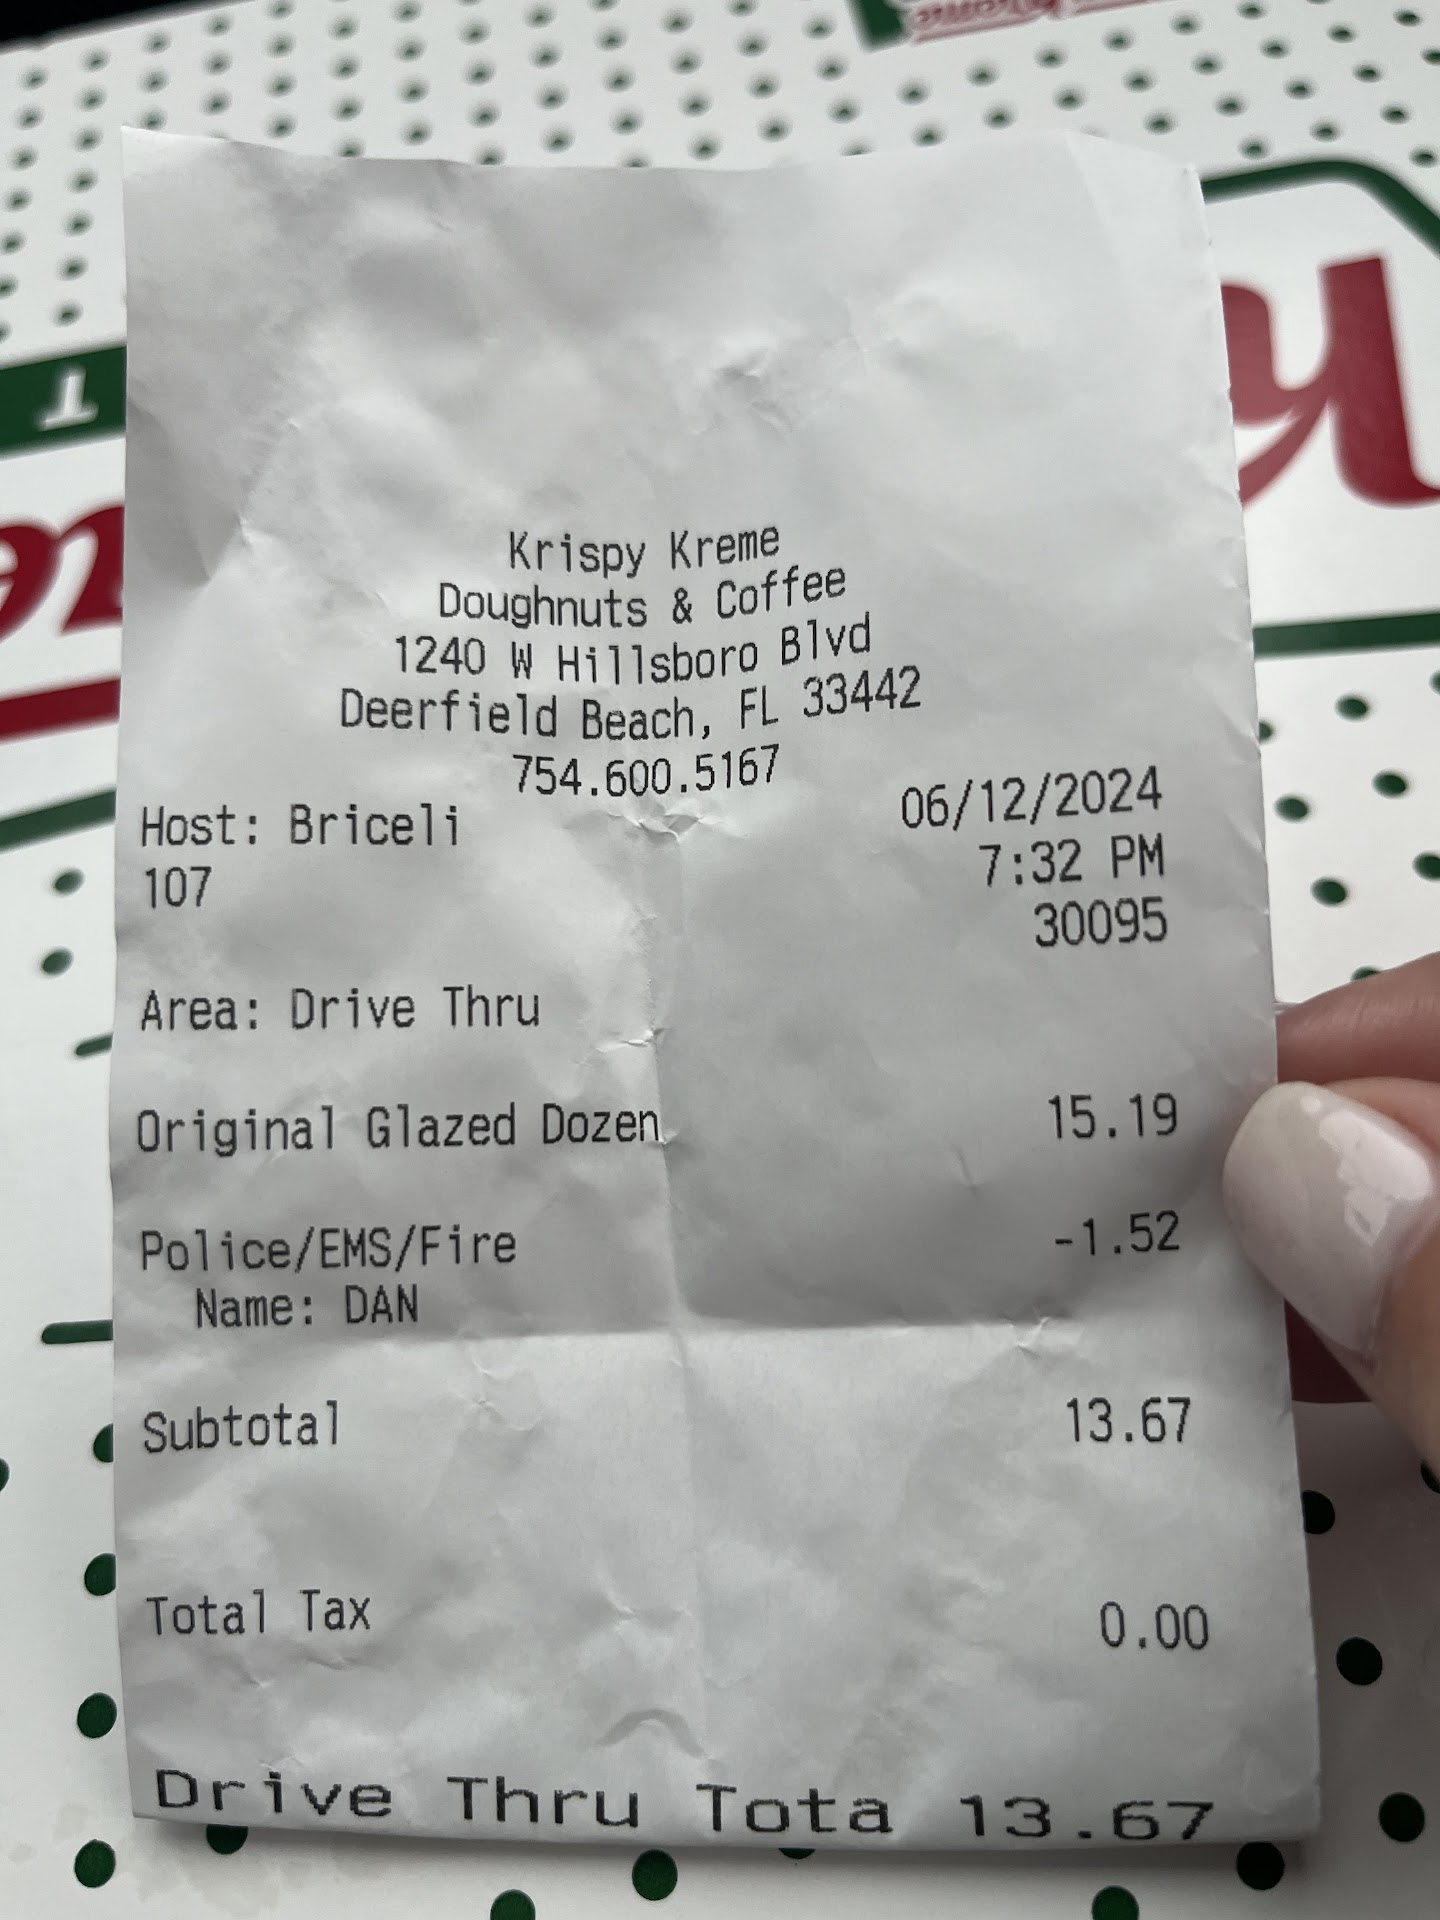 Krispy Kreme
Doughnuts & Coffee
1240 W Hillsboro Blvd
Deerfield Beach, FL 33442
754.600.5167
Host: Briceli 06/12/2024
107 7:32 PM
30095
Area: Drive Thru
Original Glazed Dozen 15.19
Police/EMS/Fire -1.52
Name: DAN
Subtotal 13.67
Total Tax 0.00
Drive Thru Tota 13.67